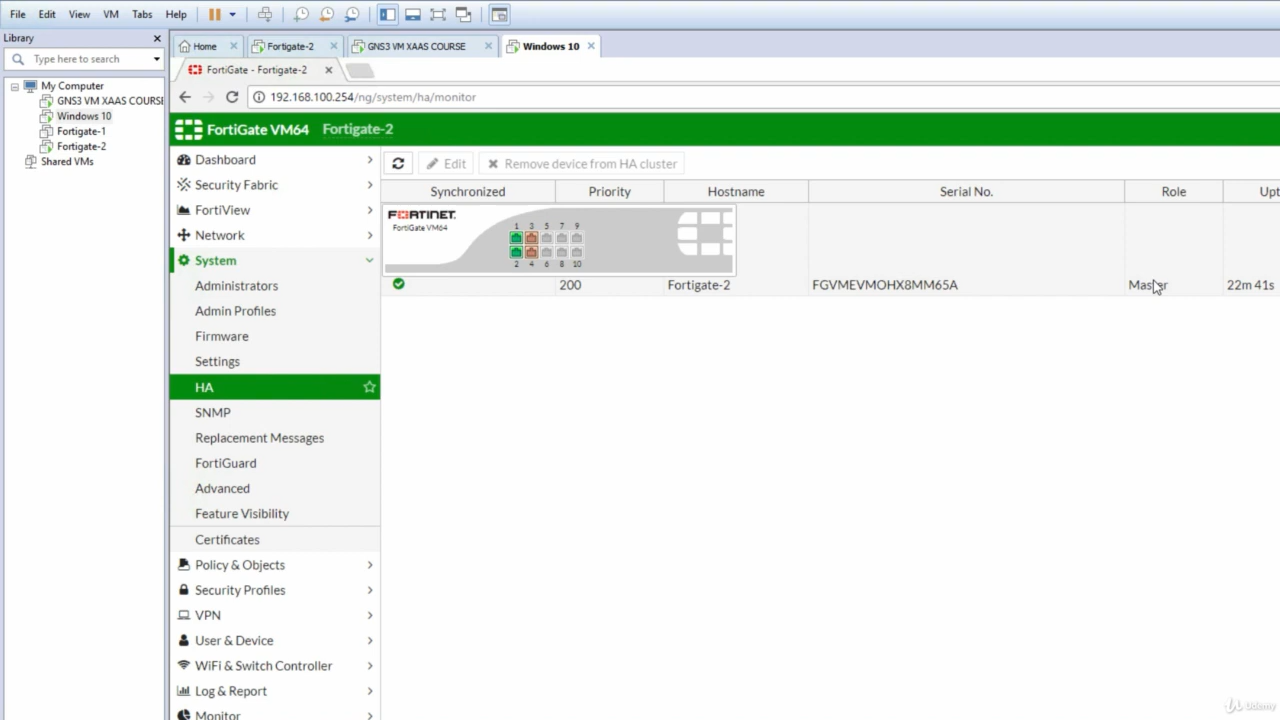 File Edit View VM Tabs Help
Library
Home Fortigate-2 GNS3 VM XAAS COURSE Windows 10
Type here to search
FortiGate - Fortigate-2
My Computer
GNS3 VM XAAS COURSE
Windows 10
Fortigate-1
Fortigate-2
Shared VMs
192.168.100.254/ng/system/ha/monitor
FortiGate VM64 Fortigate-2
Dashboard
Security Fabric
FortiView
Network
System
Administrators
Admin Profiles
Firmware
Settings
HA
SNMP
Replacement Messages
FortiGuard
Advanced
Feature Visibility
Certificates
Policy & Objects
Security Profiles
VPN
User & Device
WiFi & Switch Controller
Log & Report
Monitor
Edit Remove device from HA cluster
Synchronized Priority Hostname Serial No. Role Upt
FORTINET.
FortiGate VM64
1 3 5 7 9
2 4 6 8 10
200 Fortigate-2 FGVMEVMOHX8MM65A Master 22m 41s
Udemy